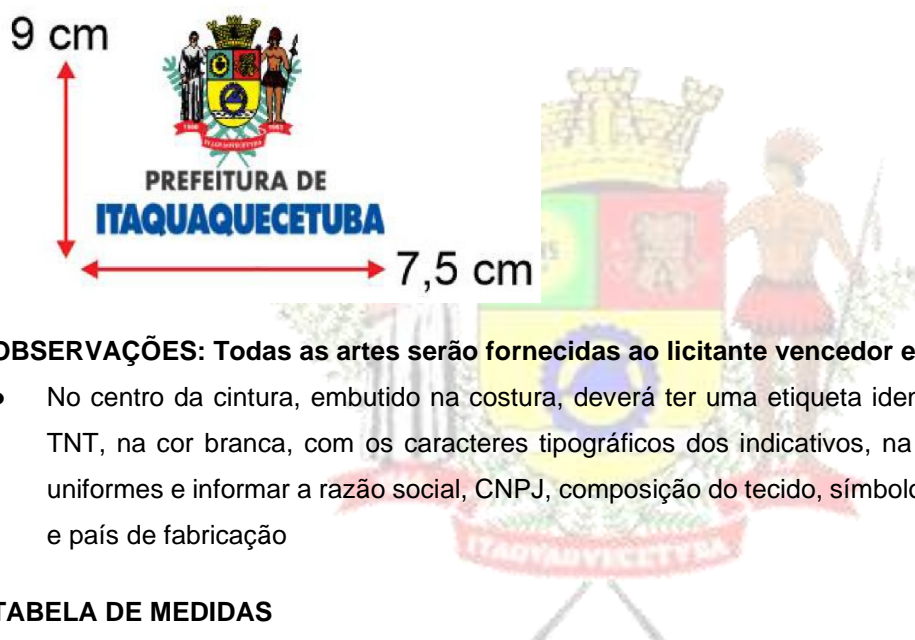 9 cm
PREFEITURA DE
ITAQUAQUECETUBA
7,5 cm
OBSERVAÇÕES: Todas as artes serão fornecidas ao licitante vencedor e
• No centro da cintura, embutido na costura, deverá ter uma etiqueta iden
TNT, na cor branca, com os caracteres tipográficos dos indicativos, na
uniformes e informar a razão social, CNPJ, composição do tecido, símbolo
e país de fabricação
TABELA DE MEDIDAS